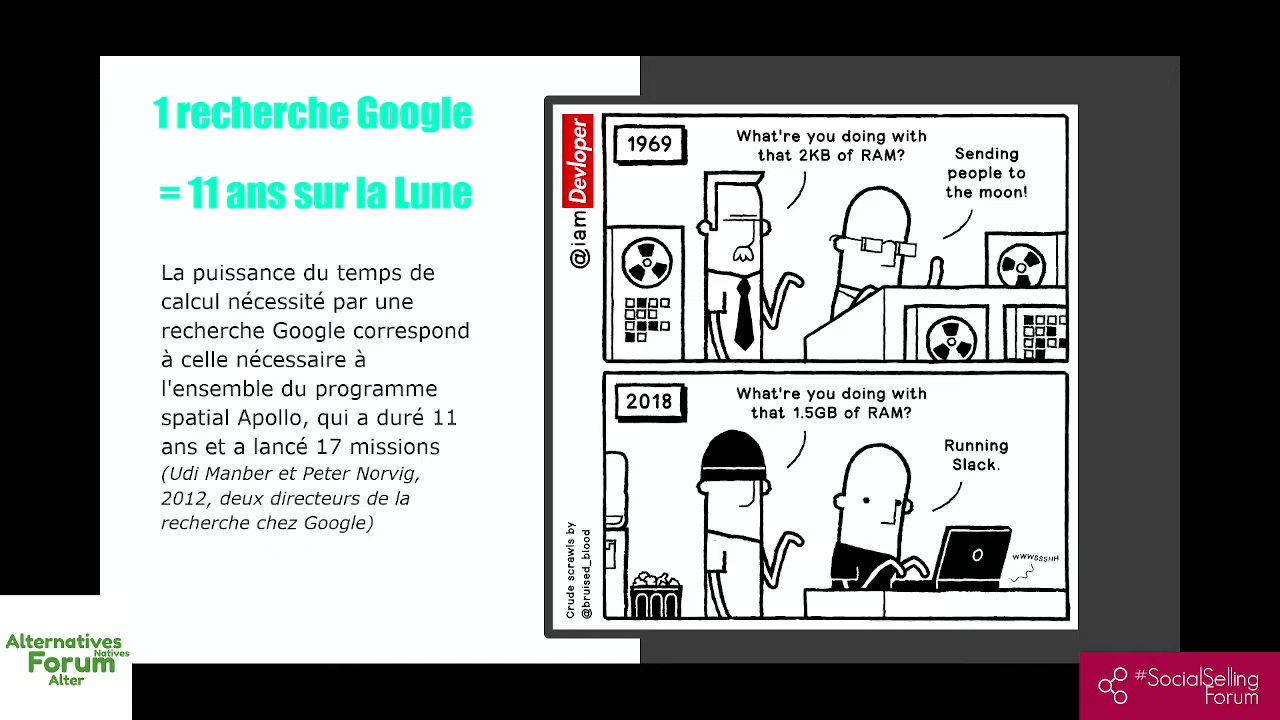 1 recherche Google
= 11 ans sur la Lune
La puissance du temps de
calcul nécessité par une
recherche Google correspond
à celle nécessaire à
l'ensemble du programme
spatial Apollo, qui a duré 11
ans et a lancé 17 missions
(Udi Manber et Peter Norvig,
2012, deux directeurs de la
recherche chez Google)
@iamDevloper
1969
What're you doing with
that 2KB of RAM?
Sending
people to
the moon!
2018
What're you doing with
that 1.5GB of RAM?
Running
Slack.
WWWSSSHH
Crude scrawls by
@bruised_blood
Alternatives
Natives
Forum
Alter
#SocialSelling
Forum